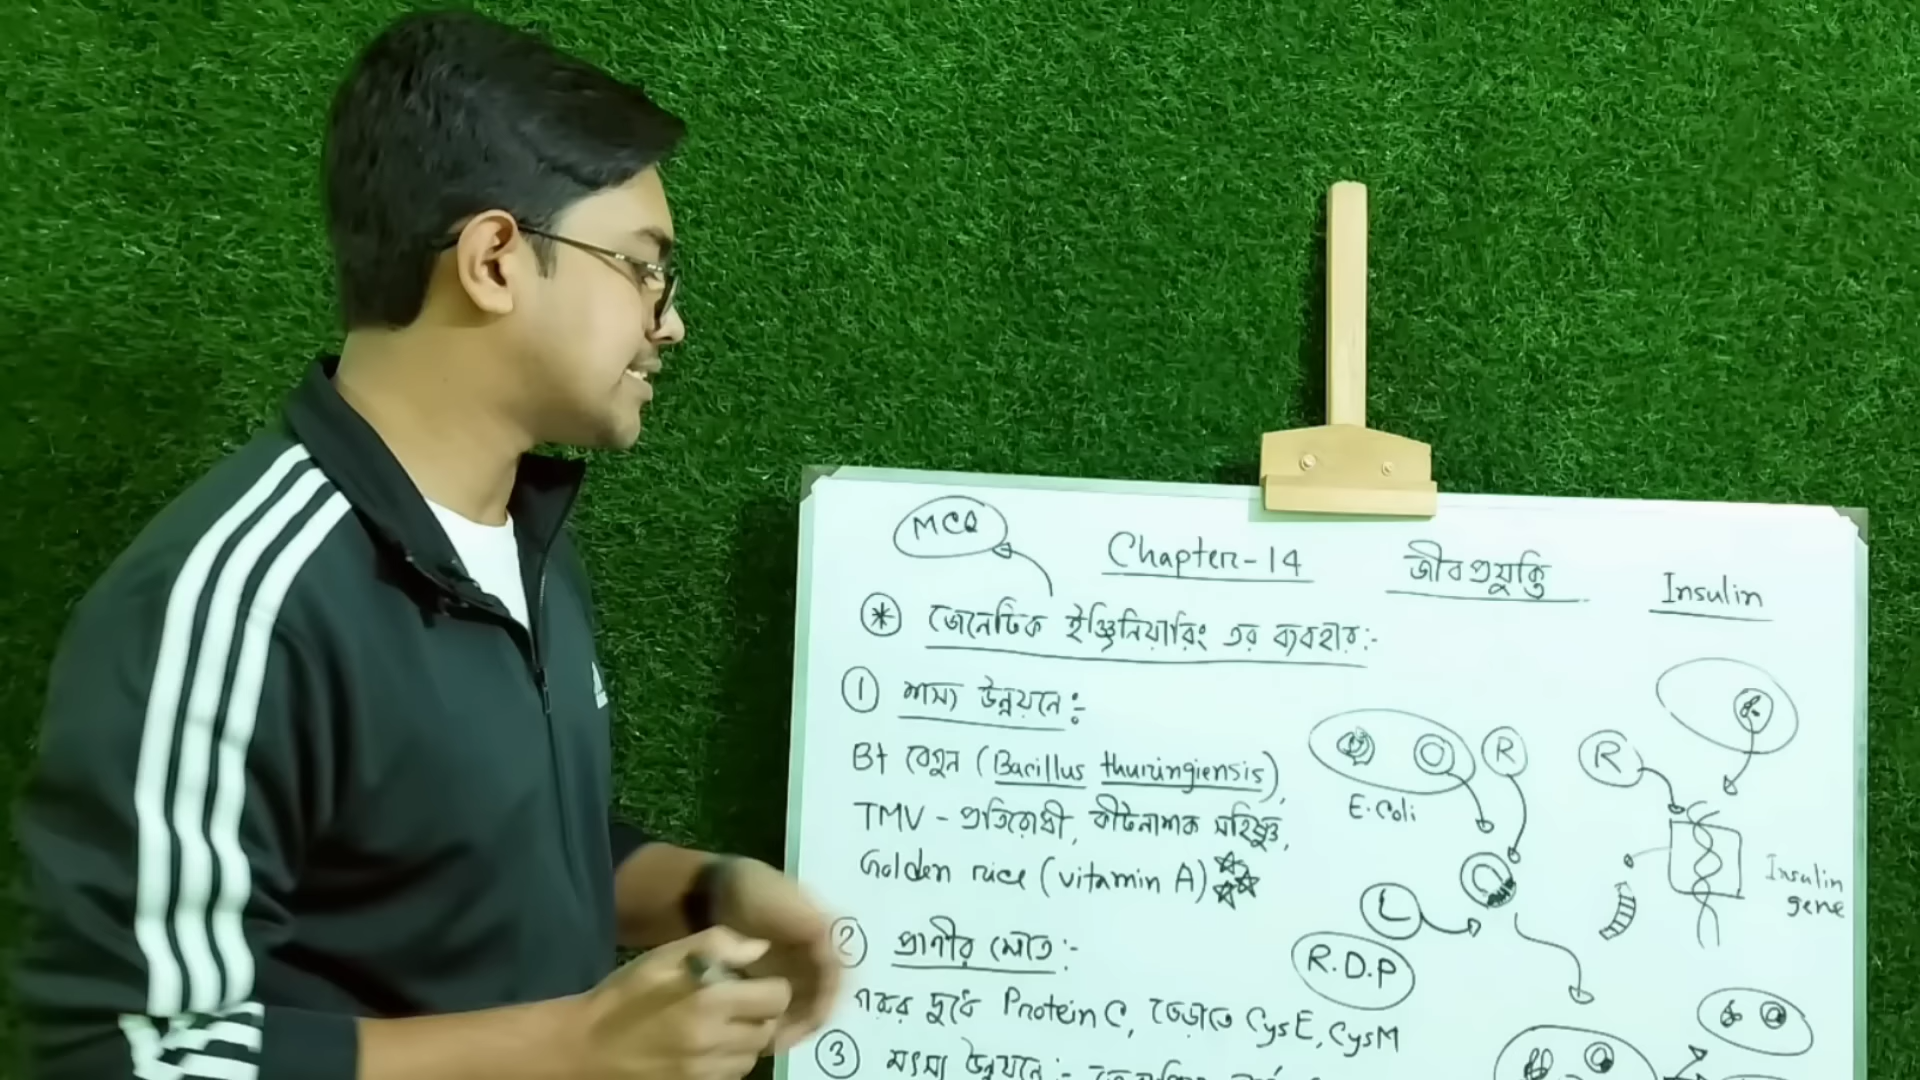 MCQ
Chapter-14 জীবপ্রযুক্তি Insulin
* জেনেটিক ইঞ্জিনিয়ারিং এর ব্যবহার:-
① শস্য উন্নয়নে:-
Bt বেগুন (Bacillus thuringiensis),
TMV - প্রতিরোধী, কীটনাশক সহিষ্ণু,
Golden rice (vitamin A)
② প্রাণীর ক্ষেত্রে:-
গরুর দুধে Protein C, ভেড়াতে CysE, CysM
③ মৎস্য উন্নয়নে:-
R
E.coli
L
R.D.P
R
Insulin
gene